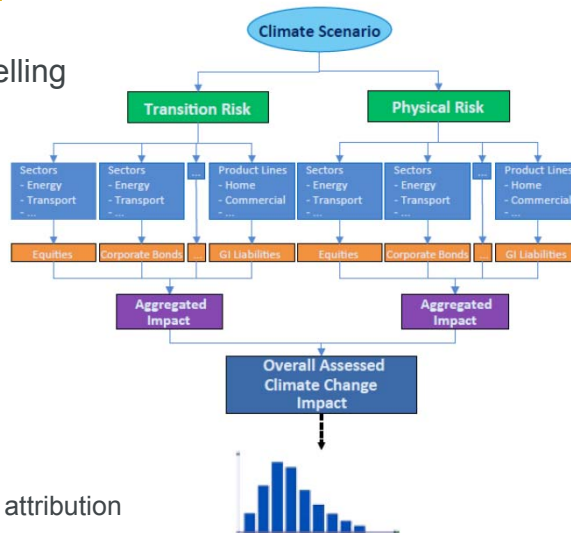 Climate Scenario
elling
Transition Risk
Physical Risk
Sectors
- Energy
- Transport
- ...
Sectors
- Energy
- Transport
- ...
...
Product Lines
- Home
- Commercial
- ...
Sectors
- Energy
- Transport
- ...
Sectors
- Energy
- Transport
- ...
...
Product Lines
- Home
- Commercial
- ...
Equities
Corporate Bonds
...
GI Liabilities
Equities
Corporate Bonds
...
GI Liabilities
Aggregated
Impact
Aggregated
Impact
Overall Assessed
Climate Change
Impact
attribution